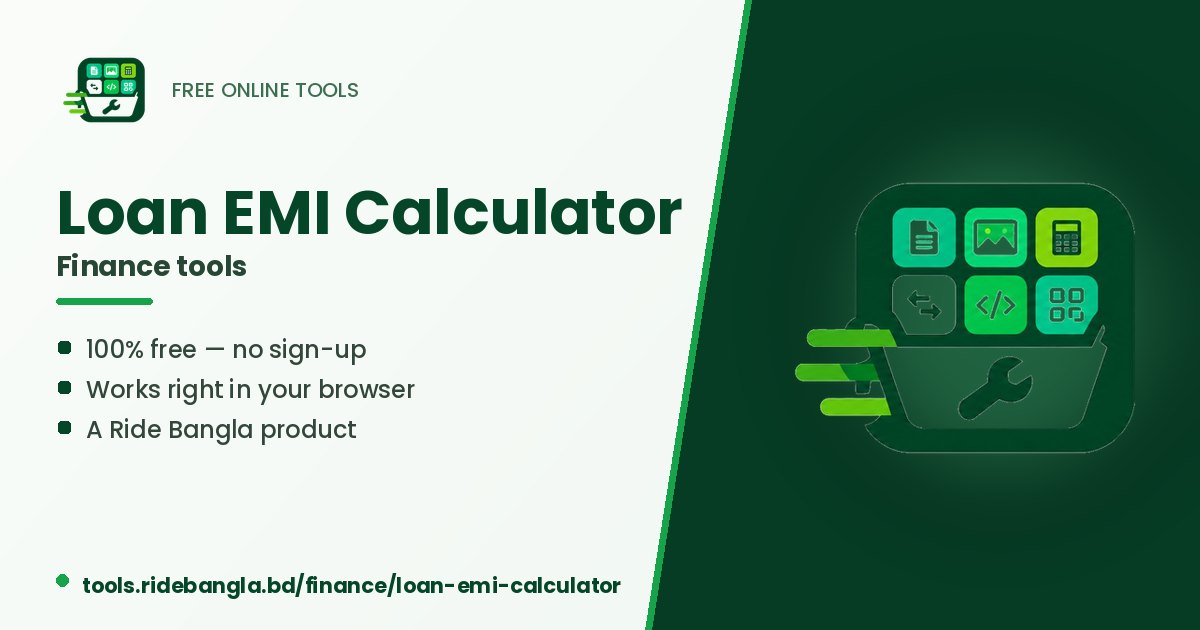 FREE ONLINE TOOLS
Loan EMI Calculator
Finance tools
100% free — no sign-up
Works right in your browser
A Ride Bangla product
tools.ridebangla.bd/finance/loan-emi-calculator